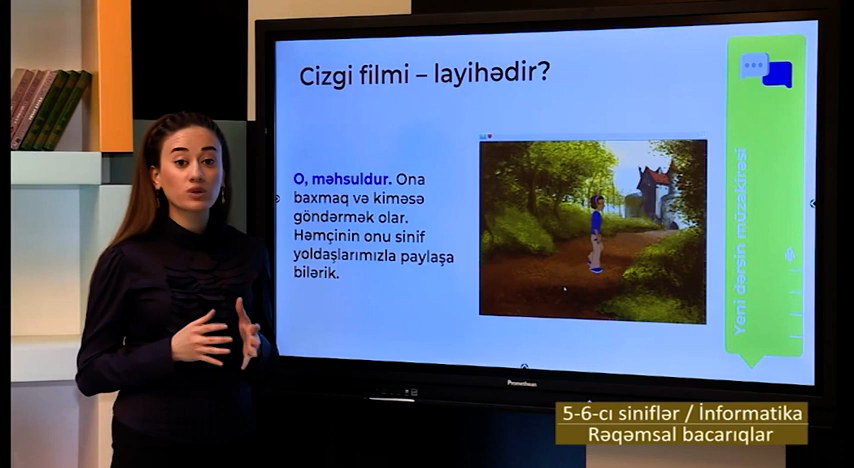 Cizgi filmi – layihədir?
O, məhsuldur. Ona
baxmaq və kiməsə
göndərmək olar.
Həmçinin onu sinif
yoldaşlarımızla paylaşa
bilərik.
Yeni dərsin müzakirəsi
Promethean
5-6-cı siniflər / İnformatika
Rəqəmsal bacarıqlar